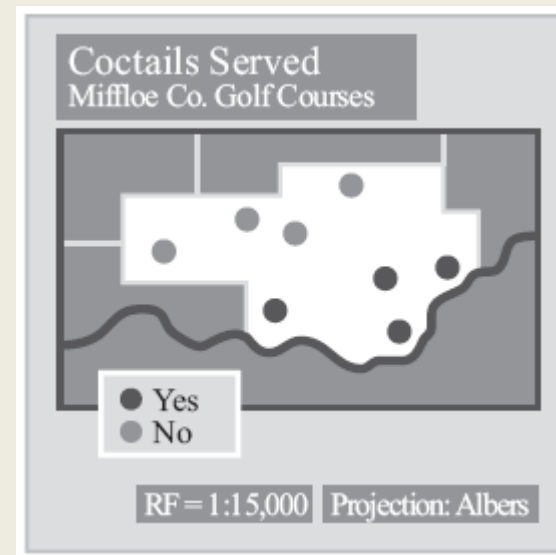 Coctails Served
Miffloe Co. Golf Courses
Yes
No
RF = 1:15,000
Projection: Albers